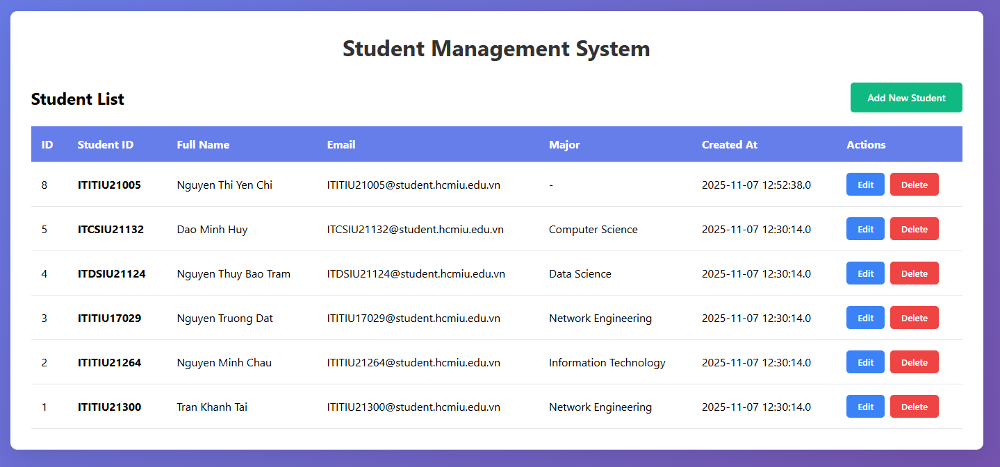 Student Management System
Student List
Add New Student
ID Student ID Full Name Email Major Created At Actions
8 ITITIU21005 Nguyen Thi Yen Chi ITITIU21005@student.hcmiu.edu.vn - 2025-11-07 12:52:38.0 Edit Delete
5 ITCSIU21132 Dao Minh Huy ITCSIU21132@student.hcmiu.edu.vn Computer Science 2025-11-07 12:30:14.0 Edit Delete
4 ITDSIU21124 Nguyen Thuy Bao Tram ITDSIU21124@student.hcmiu.edu.vn Data Science 2025-11-07 12:30:14.0 Edit Delete
3 ITITIU17029 Nguyen Truong Dat ITITIU17029@student.hcmiu.edu.vn Network Engineering 2025-11-07 12:30:14.0 Edit Delete
2 ITITIU21264 Nguyen Minh Chau ITITIU21264@student.hcmiu.edu.vn Information Technology 2025-11-07 12:30:14.0 Edit Delete
1 ITITIU21300 Tran Khanh Tai ITITIU21300@student.hcmiu.edu.vn Network Engineering 2025-11-07 12:30:14.0 Edit Delete